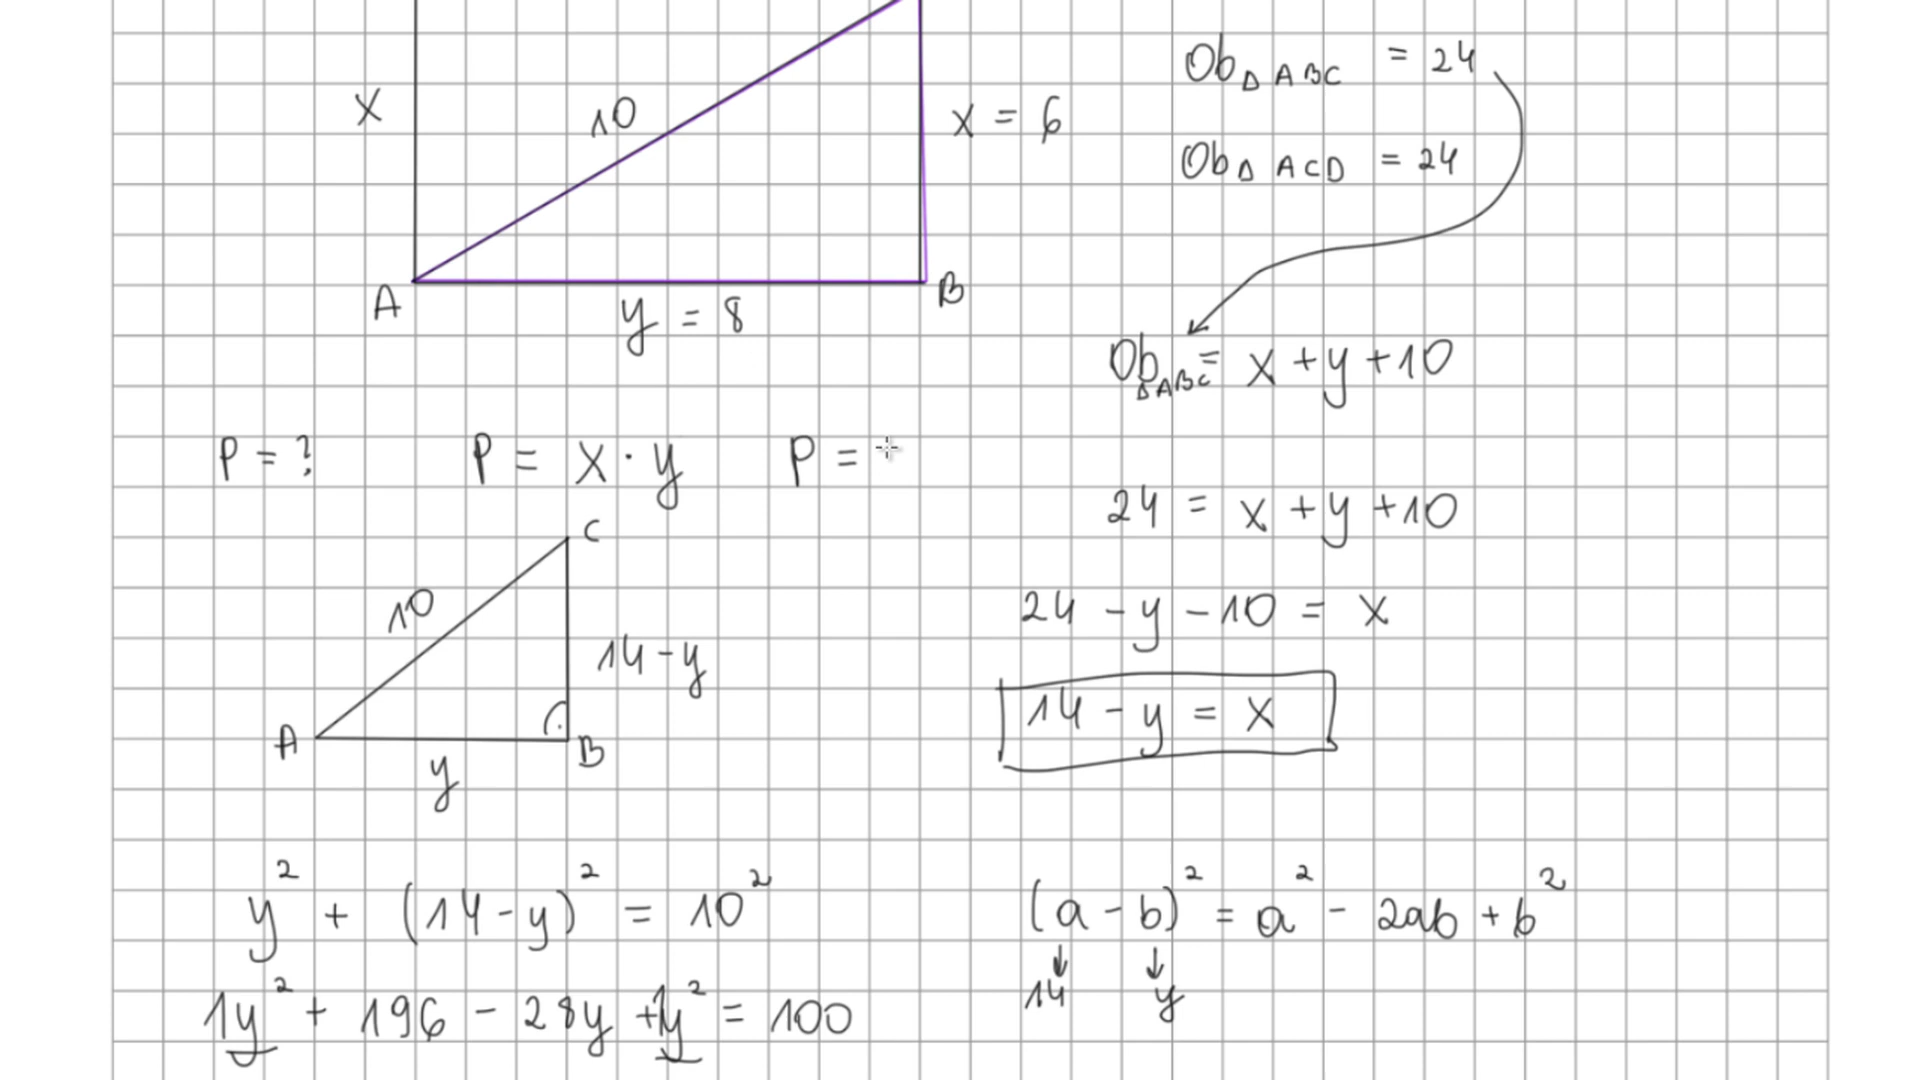 x
10
x = 6
A
B
y = 8
Ob Δ ABC = 24
Ob Δ ACD = 24
Ob Δ ABC = x + y + 10
P = ?
P = x · y
P =
24 = x + y + 10
C
10
14 - y
A
B
y
24 - y - 10 = x
14 - y = x
y² + (14 - y)² = 10²
(a - b)² = a² - 2ab + b²
14
y
1y² + 196 - 28y + 1y² = 100